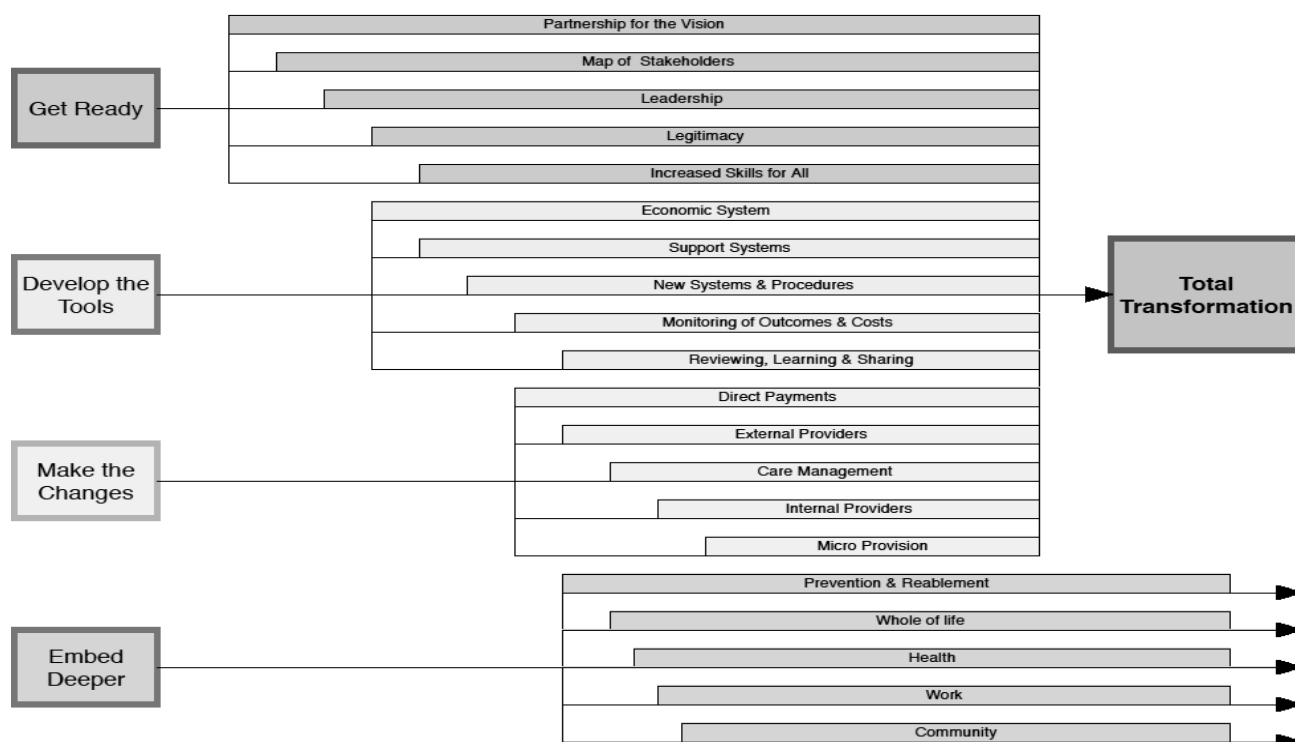 Partnership for the Vision
Map of Stakeholders
Get Ready
Leadership
Legitimacy
Increased Skills for All
Economic System
Support Systems
Develop the
Tools
New Systems & Procedures
Monitoring of Outcomes & Costs
Reviewing, Learning & Sharing
Total
Transformation
Direct Payments
External Providers
Make the
Changes
Care Management
Internal Providers
Micro Provision
Prevention & Reablement
Whole of life
Embed
Deeper
Health
Work
Community